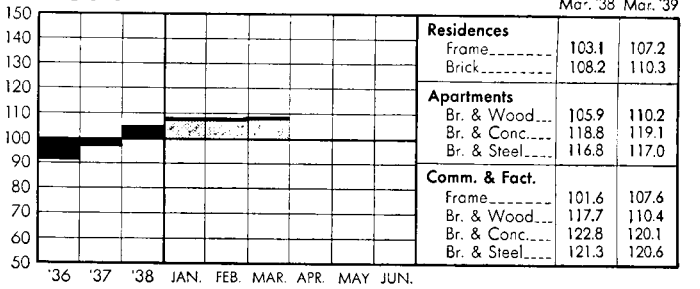 Mar. '38 Mar. '39
150
140
130
120
110
100
90
80
70
60
50
'36 '37 '38 JAN. FEB. MAR. APR. MAY JUN.
Residences
Frame 103.1 107.2
Brick 108.2 110.3
Apartments
Br. & Wood 105.9 110.2
Br. & Conc. 118.8 119.1
Br. & Steel 116.8 117.0
Comm. & Fact.
Frame 101.6 107.6
Br. & Wood 117.7 110.4
Br. & Conc. 122.8 120.1
Br. & Steel 121.3 120.6